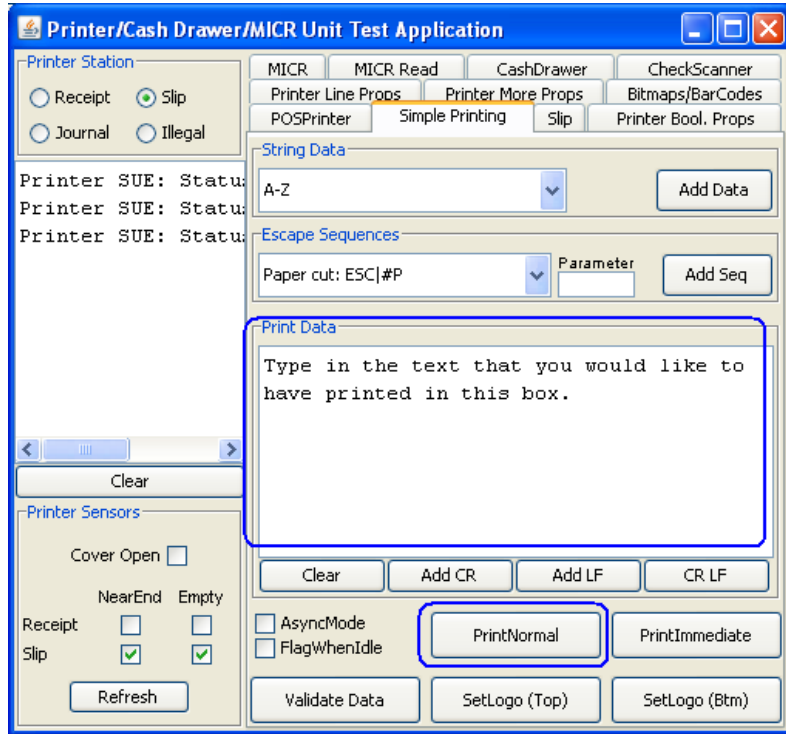 Printer/Cash Drawer/MICR Unit Test Application
Printer Station
Receipt Slip
Journal Illegal
Printer SUE: Statu
Printer SUE: Statu
Printer SUE: Statu
Clear
Printer Sensors
Cover Open
NearEnd Empty
Receipt
Slip
Refresh
MICR MICR Read CashDrawer CheckScanner
Printer Line Props Printer More Props Bitmaps/BarCodes
POSPrinter Simple Printing Slip Printer Bool. Props
String Data
A-Z Add Data
Escape Sequences
Parameter
Paper cut: ESC|#P Add Seq
Print Data
Type in the text that you would like to
have printed in this box.
Clear Add CR Add LF CR LF
AsyncMode
FlagWhenIdle
PrintNormal PrintImmediate
Validate Data SetLogo (Top) SetLogo (Btm)